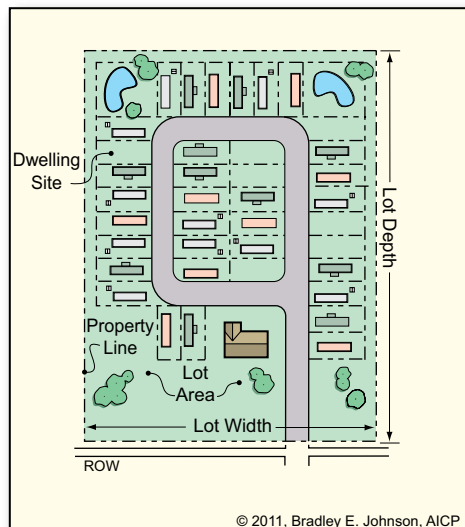 Dwelling
Site
Lot Depth
Property
Line
Lot
Area
Lot Width
ROW
© 2011, Bradley E. Johnson, AICP